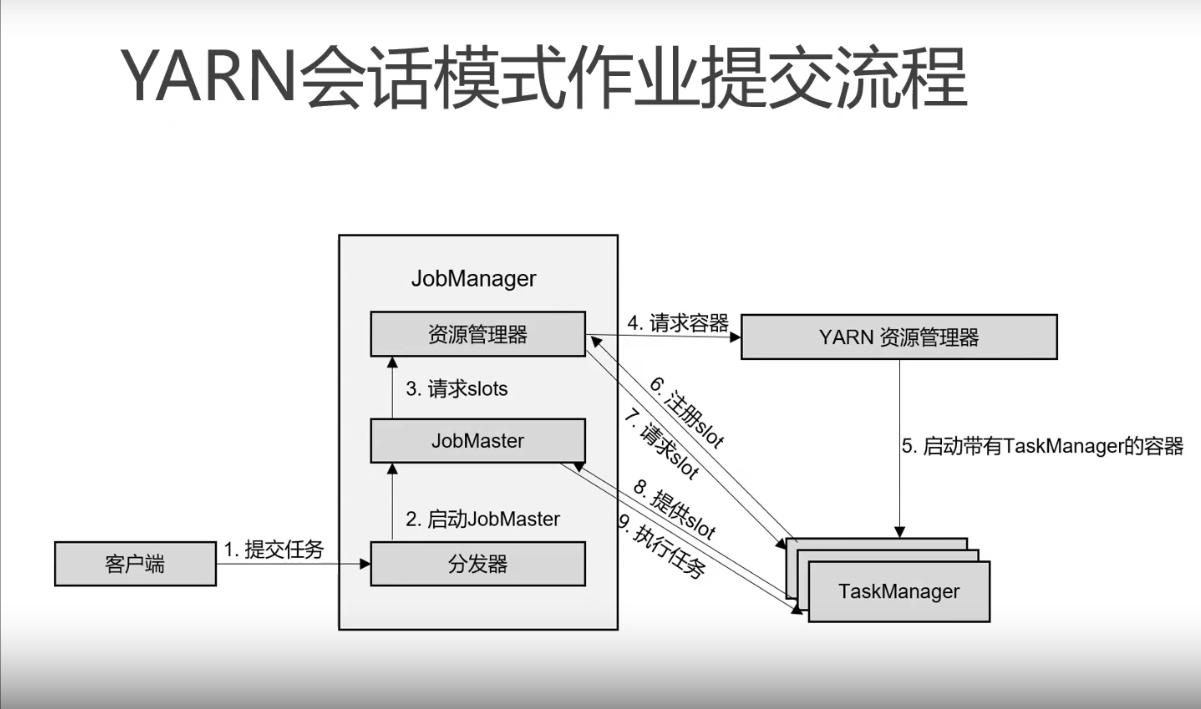 YARN会话模式作业提交流程
JobManager
资源管理器
4. 请求容器
YARN 资源管理器
3. 请求slots
6. 注册slot
7. 请求slot
JobMaster
5. 启动带有TaskManager的容器
8. 提供slot
9. 执行任务
2. 启动JobMaster
1. 提交任务
客户端
分发器
TaskManager